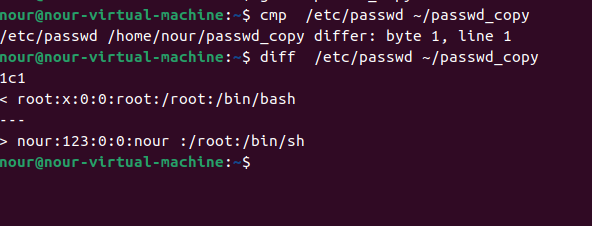 nour@nour-virtual-machine:~$ cmp  /etc/passwd ~/passwd_copy
/etc/passwd /home/nour/passwd_copy differ: byte 1, line 1
nour@nour-virtual-machine:~$ diff  /etc/passwd ~/passwd_copy
1c1
< root:x:0:0:root:/root:/bin/bash
---
> nour:123:0:0:nour :/root:/bin/sh
nour@nour-virtual-machine:~$